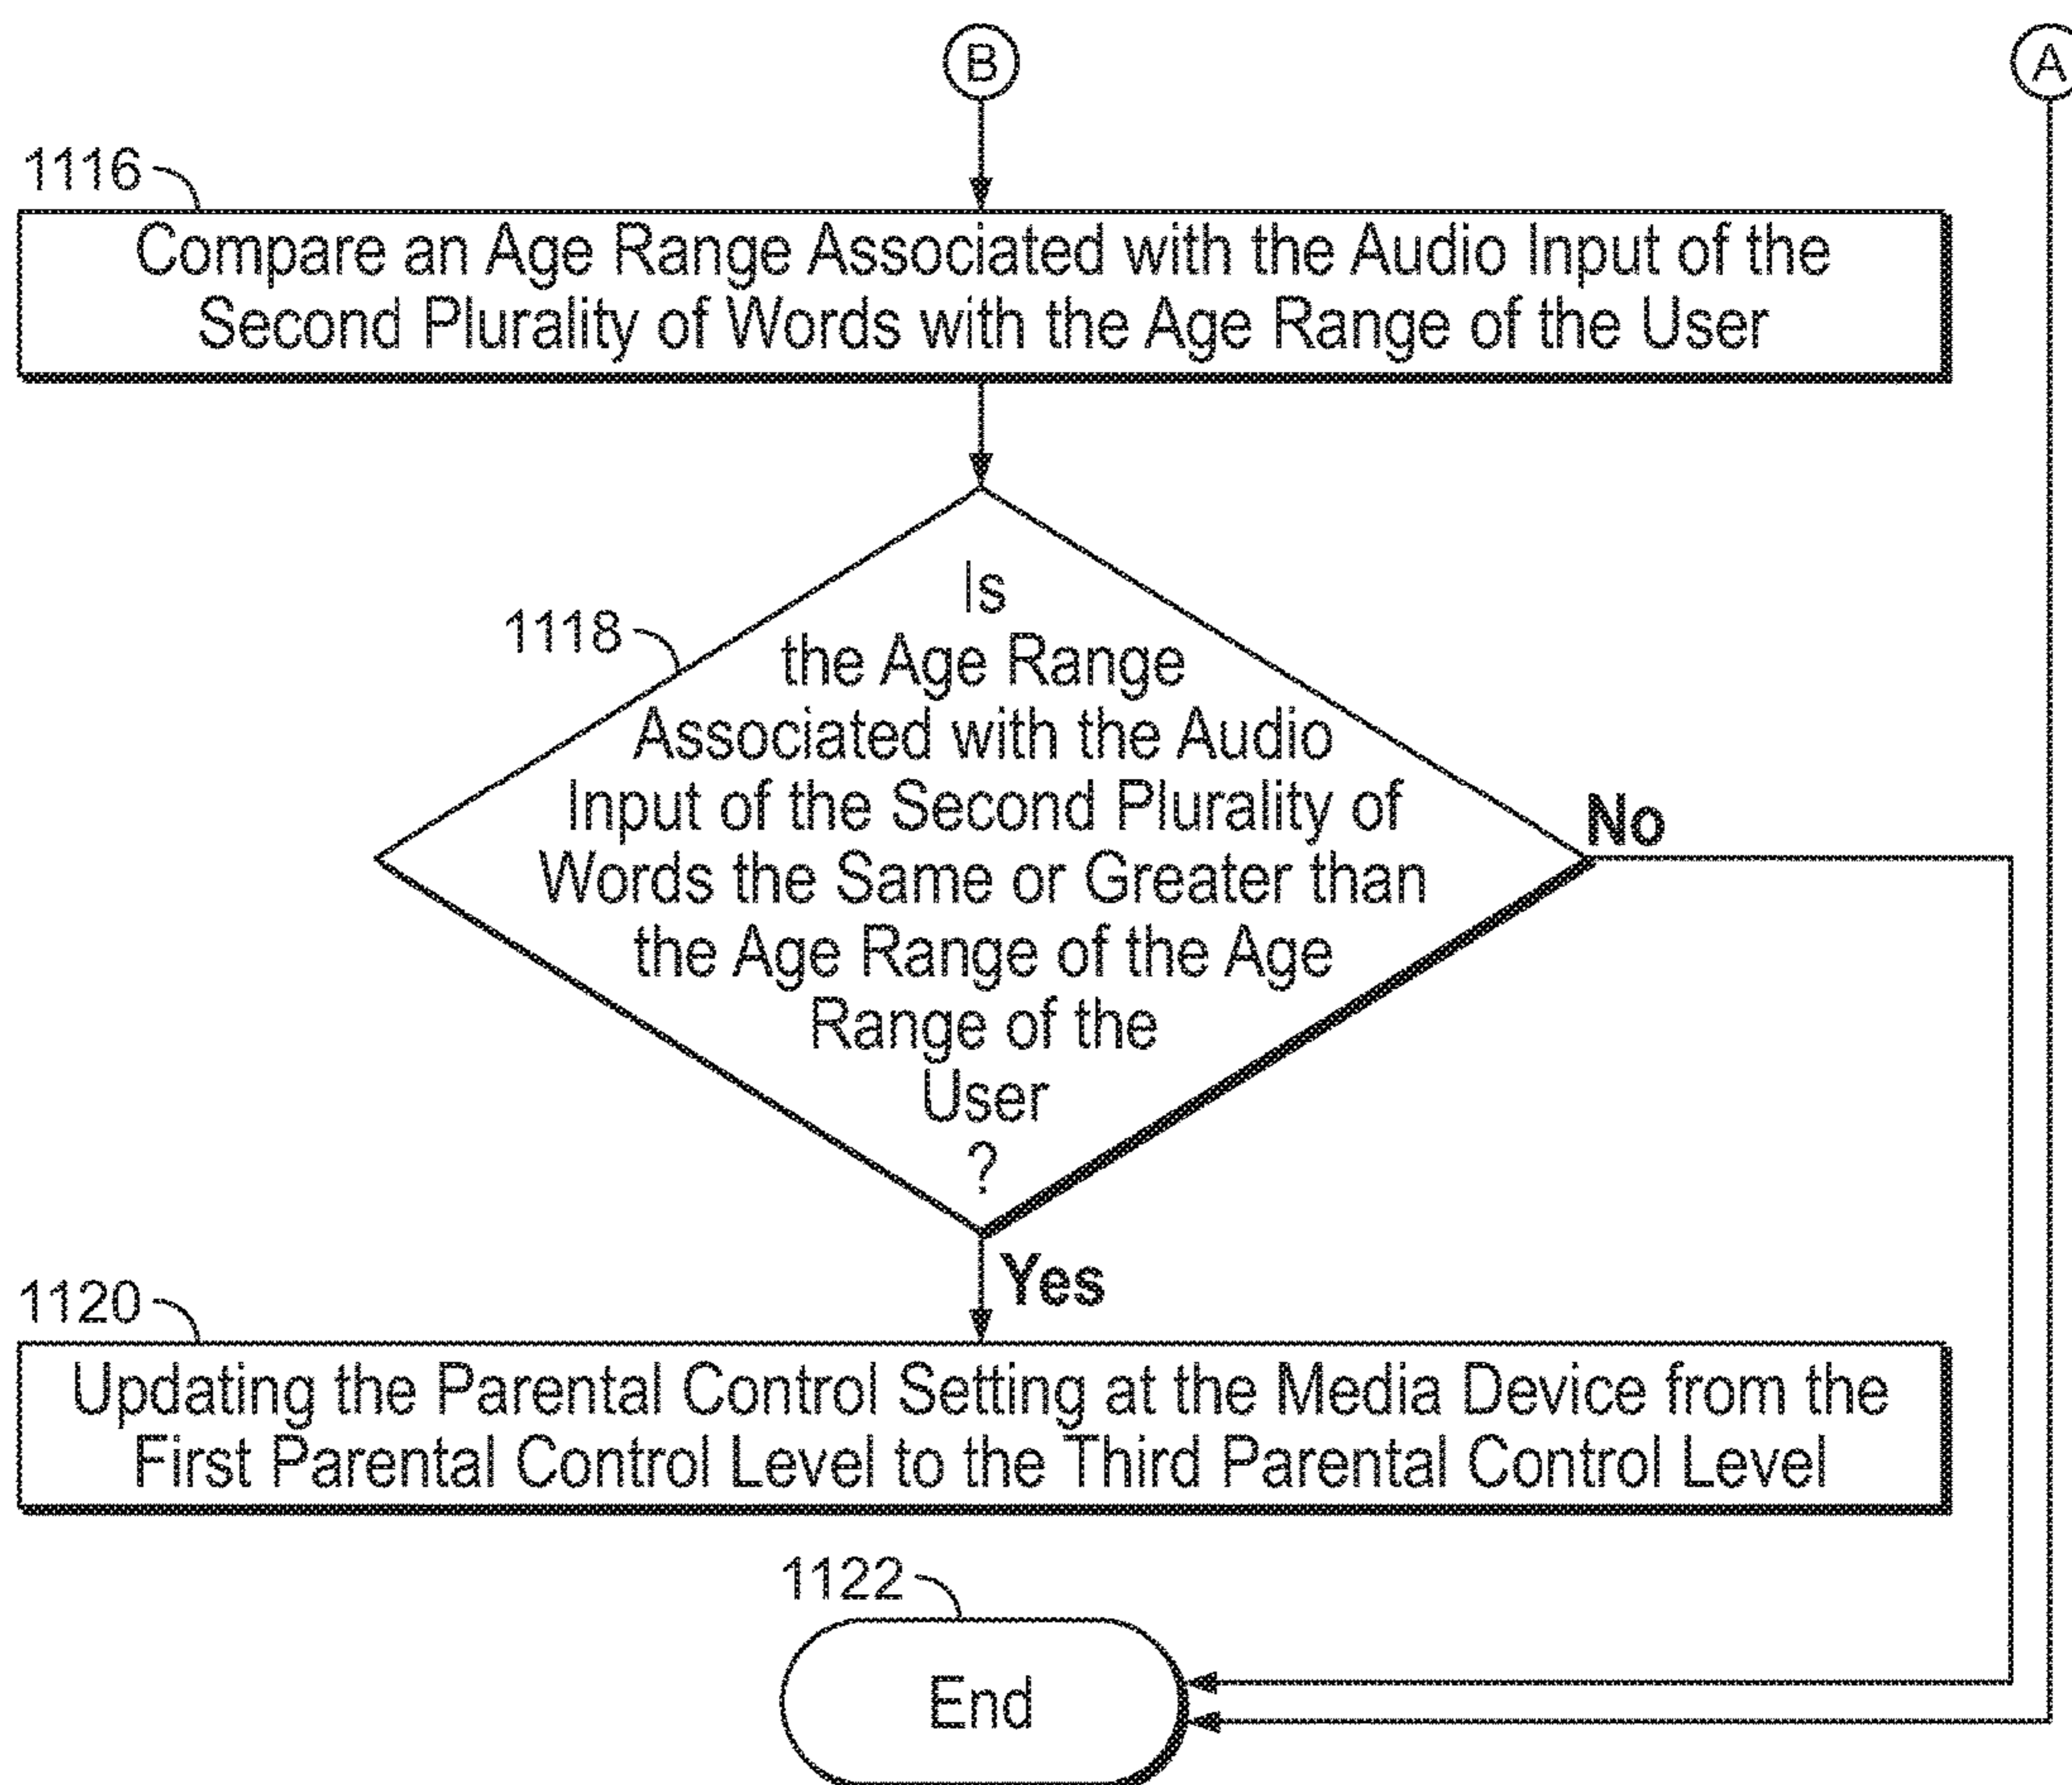 B
A
1116
Compare an Age Range Associated with the Audio Input of the
Second Plurality of Words with the Age Range of the User
1118
Is
the Age Range
Associated with the Audio
Input of the Second Plurality of
Words the Same or Greater than
the Age Range of the Age
Range of the
User
?
No
Yes
1120
Updating the Parental Control Setting at the Media Device from the
First Parental Control Level to the Third Parental Control Level
1122
End